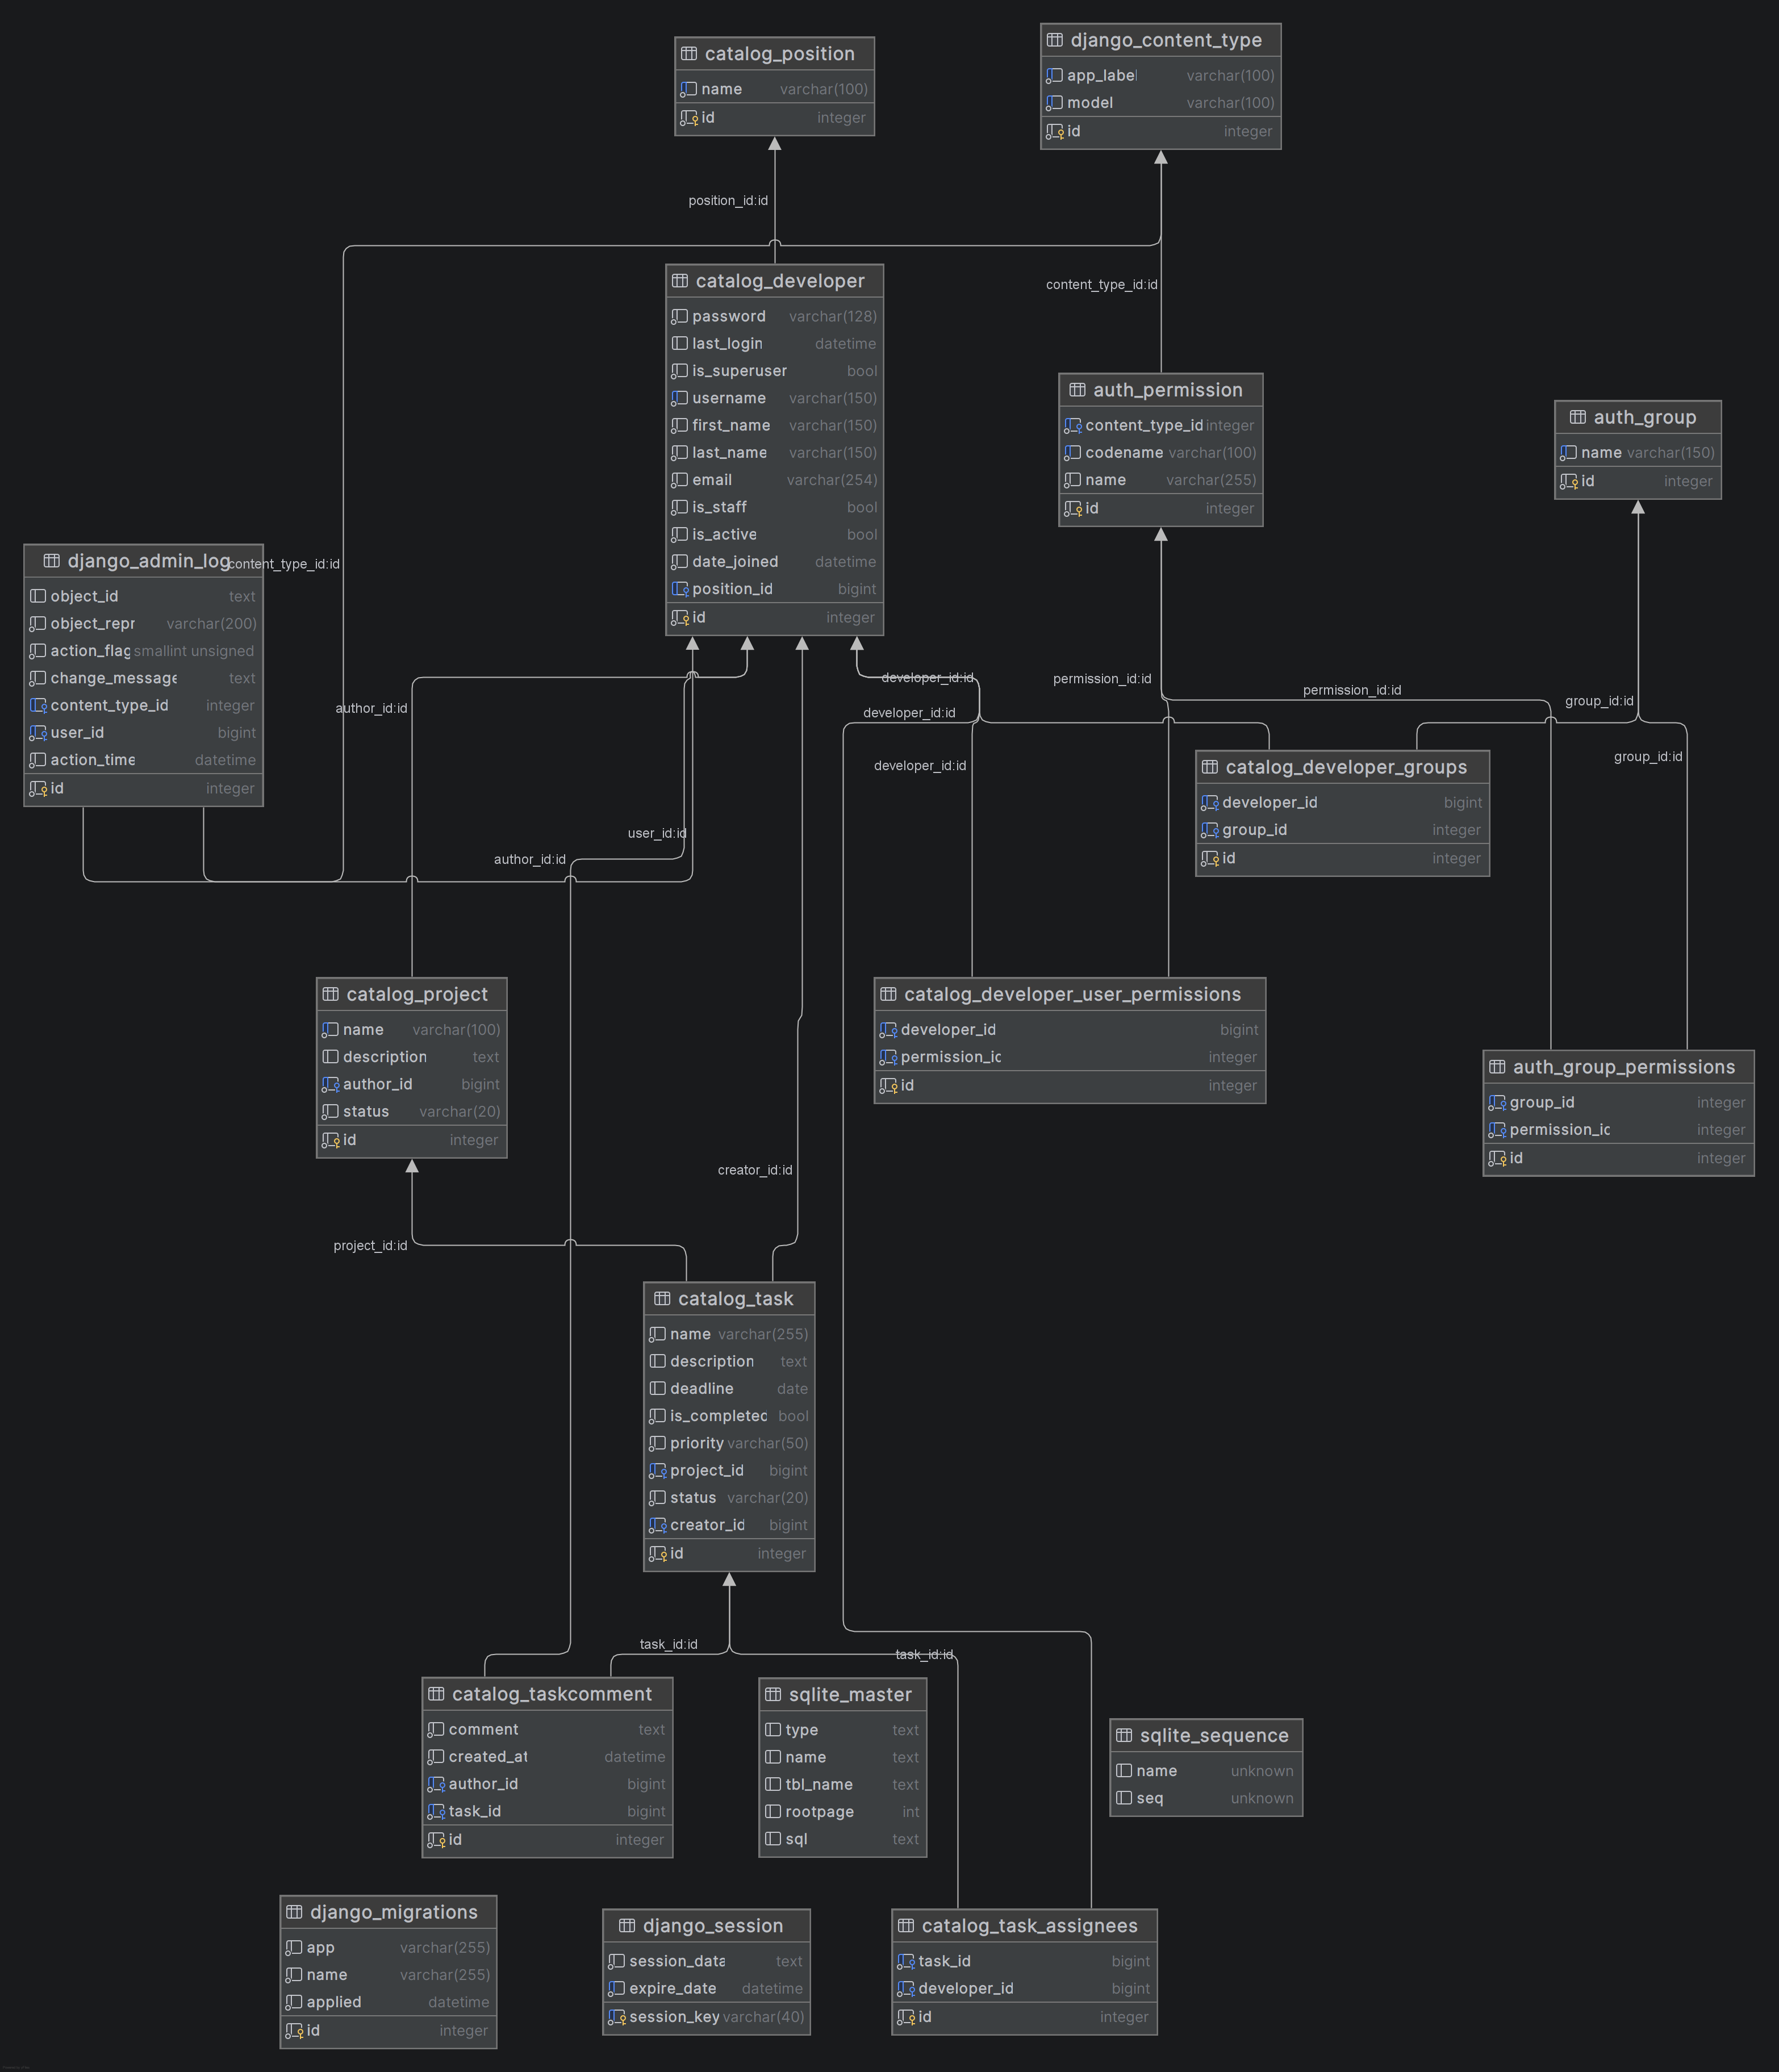 catalog_position
name varchar(100)
id integer
django_content_type
app_label varchar(100)
model varchar(100)
id integer
position_id:id
content_type_id:id
catalog_developer
password varchar(128)
last_login datetime
is_superuser bool
username varchar(150)
first_name varchar(150)
last_name varchar(150)
email varchar(254)
is_staff bool
is_active bool
date_joined datetime
position_id bigint
id integer
auth_permission
content_type_id integer
codename varchar(100)
name varchar(255)
id integer
auth_group
name varchar(150)
id integer
django_admin_log
content_type_id:id
object_id text
object_repr varchar(200)
action_flag smallint unsigned
change_message text
content_type_id integer
user_id bigint
action_time datetime
id integer
developer_id:id
permission_id:id
permission_id:id
group_id:id
author_id:id
developer_id:id
group_id:id
developer_id:id
user_id:id
author_id:id
catalog_developer_groups
developer_id bigint
group_id integer
id integer
catalog_project
name varchar(100)
description text
author_id bigint
status varchar(20)
id integer
catalog_developer_user_permissions
developer_id bigint
permission_id integer
id integer
auth_group_permissions
group_id integer
permission_id integer
id integer
creator_id:id
project_id:id
catalog_task
name varchar(255)
description text
deadline date
is_completed bool
priority varchar(50)
project_id bigint
status varchar(20)
creator_id bigint
id integer
task_id:id
task_id:id
catalog_taskcomment
comment text
created_at datetime
author_id bigint
task_id bigint
id integer
sqlite_master
type text
name text
tbl_name text
rootpage int
sql text
sqlite_sequence
name unknown
seq unknown
django_migrations
app varchar(255)
name varchar(255)
applied datetime
id integer
django_session
session_data text
expire_date datetime
session_key varchar(40)
catalog_task_assignees
task_id bigint
developer_id bigint
id integer